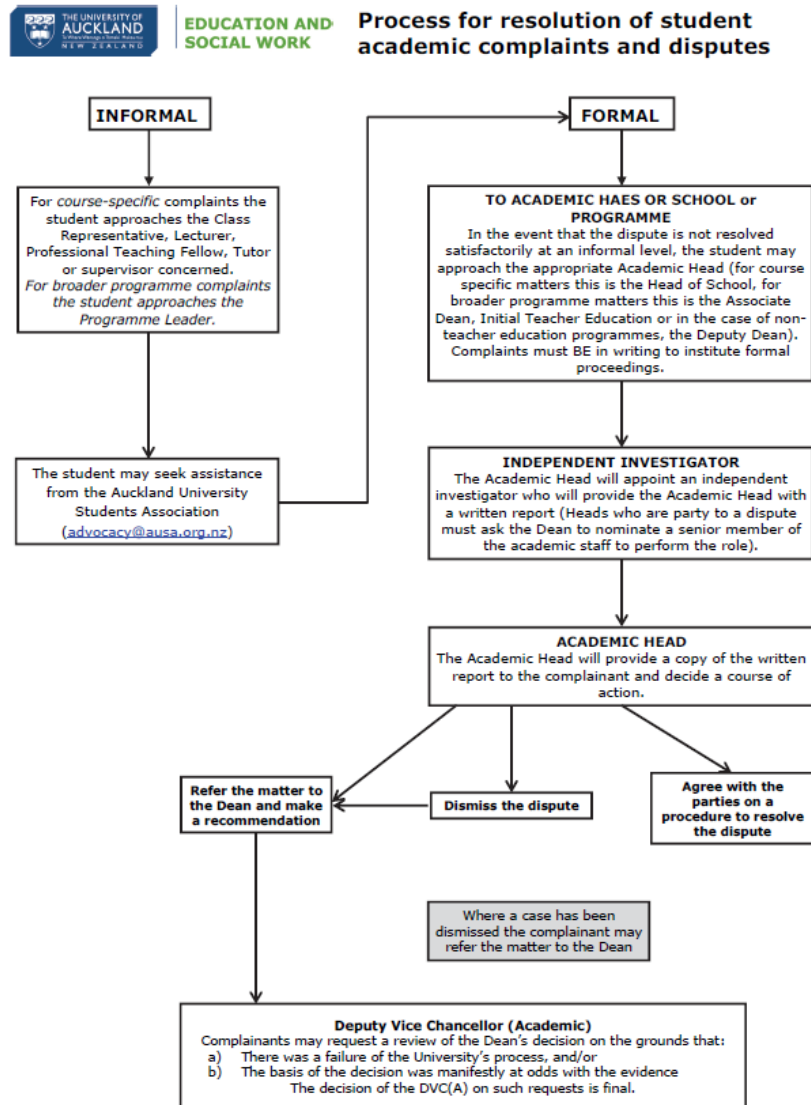 THE UNIVERSITY OF
AUCKLAND
NEW ZEALAND
EDUCATION AND
SOCIAL WORK
Process for resolution of student
academic complaints and disputes
INFORMAL
For course-specific complaints the
student approaches the Class
Representative, Lecturer,
Professional Teaching Fellow, Tutor
or supervisor concerned.
For broader programme complaints
the student approaches the
Programme Leader.
The student may seek assistance
from the Auckland University
Students Association
(advocacy@ausa.org.nz)
FORMAL
TO ACADEMIC HAES OR SCHOOL or
PROGRAMME
In the event that the dispute is not resolved
satisfactorily at an informal level, the student may
approach the appropriate Academic Head (for course
specific matters this is the Head of School, for
broader programme matters this is the Associate
Dean, Initial Teacher Education or in the case of non-
teacher education programmes, the Deputy Dean).
Complaints must BE in writing to institute formal
proceedings.
INDEPENDENT INVESTIGATOR
The Academic Head will appoint an independent
investigator who will provide the Academic Head with
a written report (Heads who are party to a dispute
must ask the Dean to nominate a senior member of
the academic staff to perform the role).
ACADEMIC HEAD
The Academic Head will provide a copy of the written
report to the complainant and decide a course of
action.
Refer the matter to
the Dean and make
a recommendation
Dismiss the dispute
Agree with the
parties on a
procedure to resolve
the dispute
Where a case has been
dismissed the complainant may
refer the matter to the Dean
Deputy Vice Chancellor (Academic)
Complainants may request a review of the Dean's decision on the grounds that:
a) There was a failure of the University's process, and/or
b) The basis of the decision was manifestly at odds with the evidence
The decision of the DVC(A) on such requests is final.